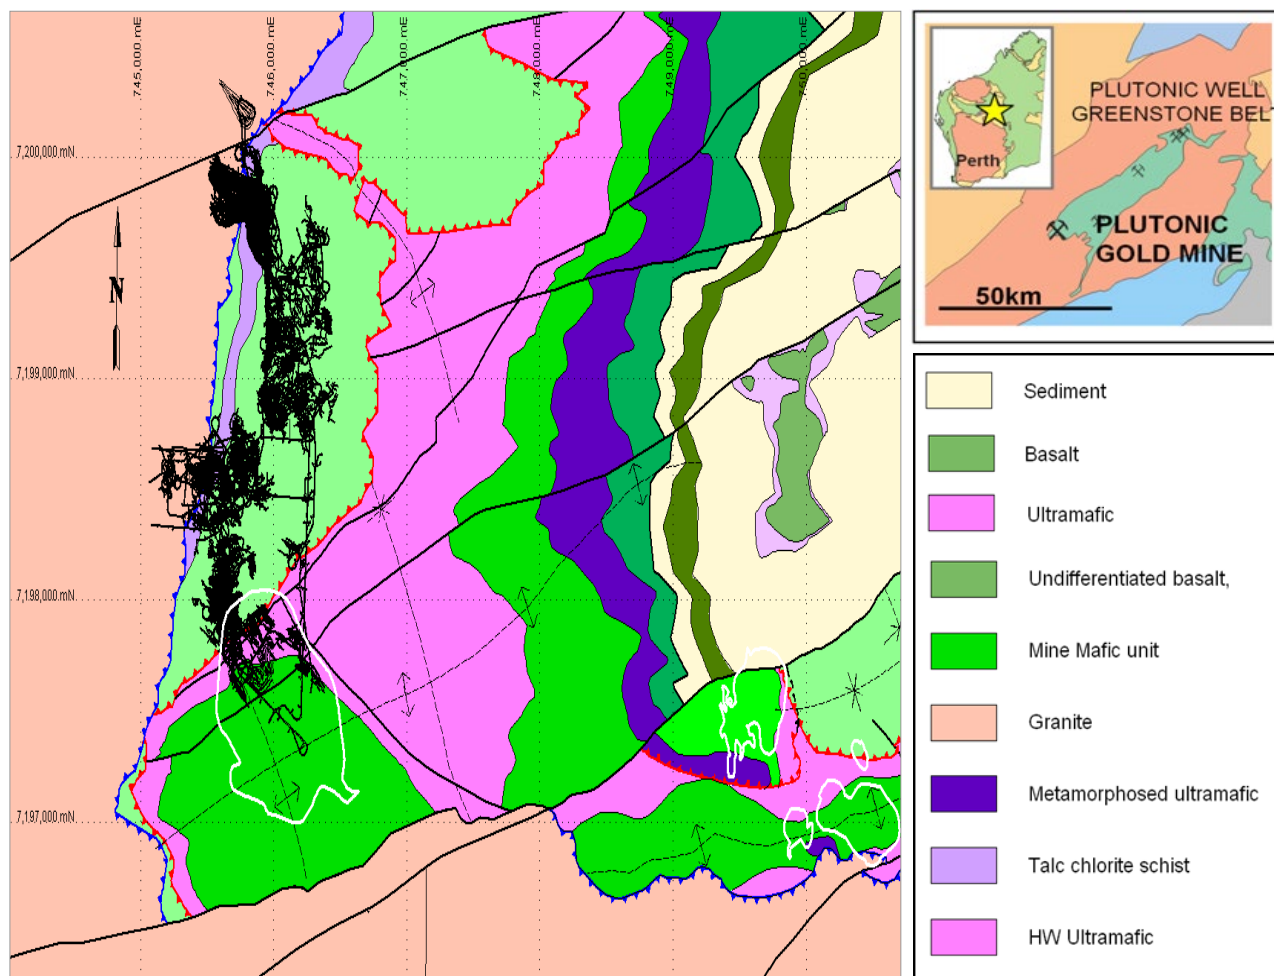 745,000.mE
746,000.mE
747,000.mE
748,000.mE
749,000.mE
750,000.mE
7,200,000 mN
7,199,000 mN
7,198,000 mN
7,197,000 mN
N
PLUTONIC WELL
GREENSTONE BELT
Perth
PLUTONIC
GOLD MINE
50km
Sediment
Basalt
Ultramafic
Undifferentiated basalt,
Mine Mafic unit
Granite
Metamorphosed ultramafic
Talc chlorite schist
HW Ultramafic